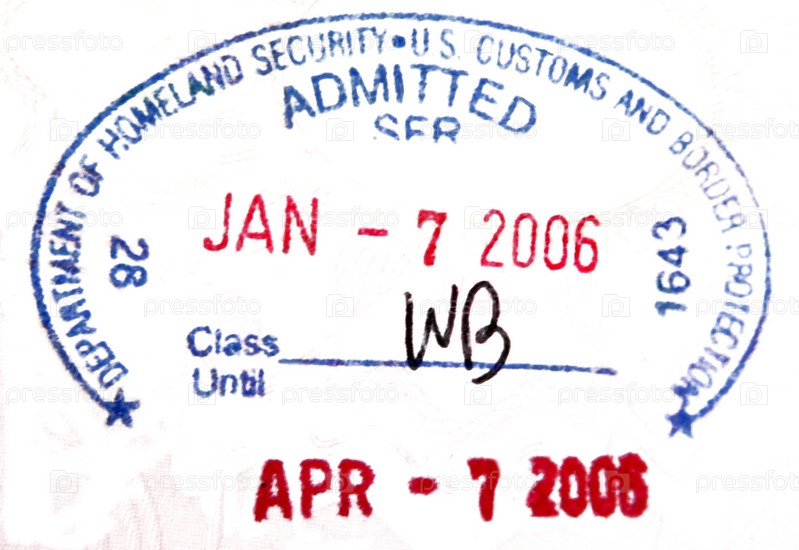 DEPARTMENT OF HOMELAND SECURITY • U.S. CUSTOMS AND BORDER PROTECTION
ADMITTED
SFR
28
JAN - 7 2006
1643
Class WB
Until
APR - 7 2006
pressfoto